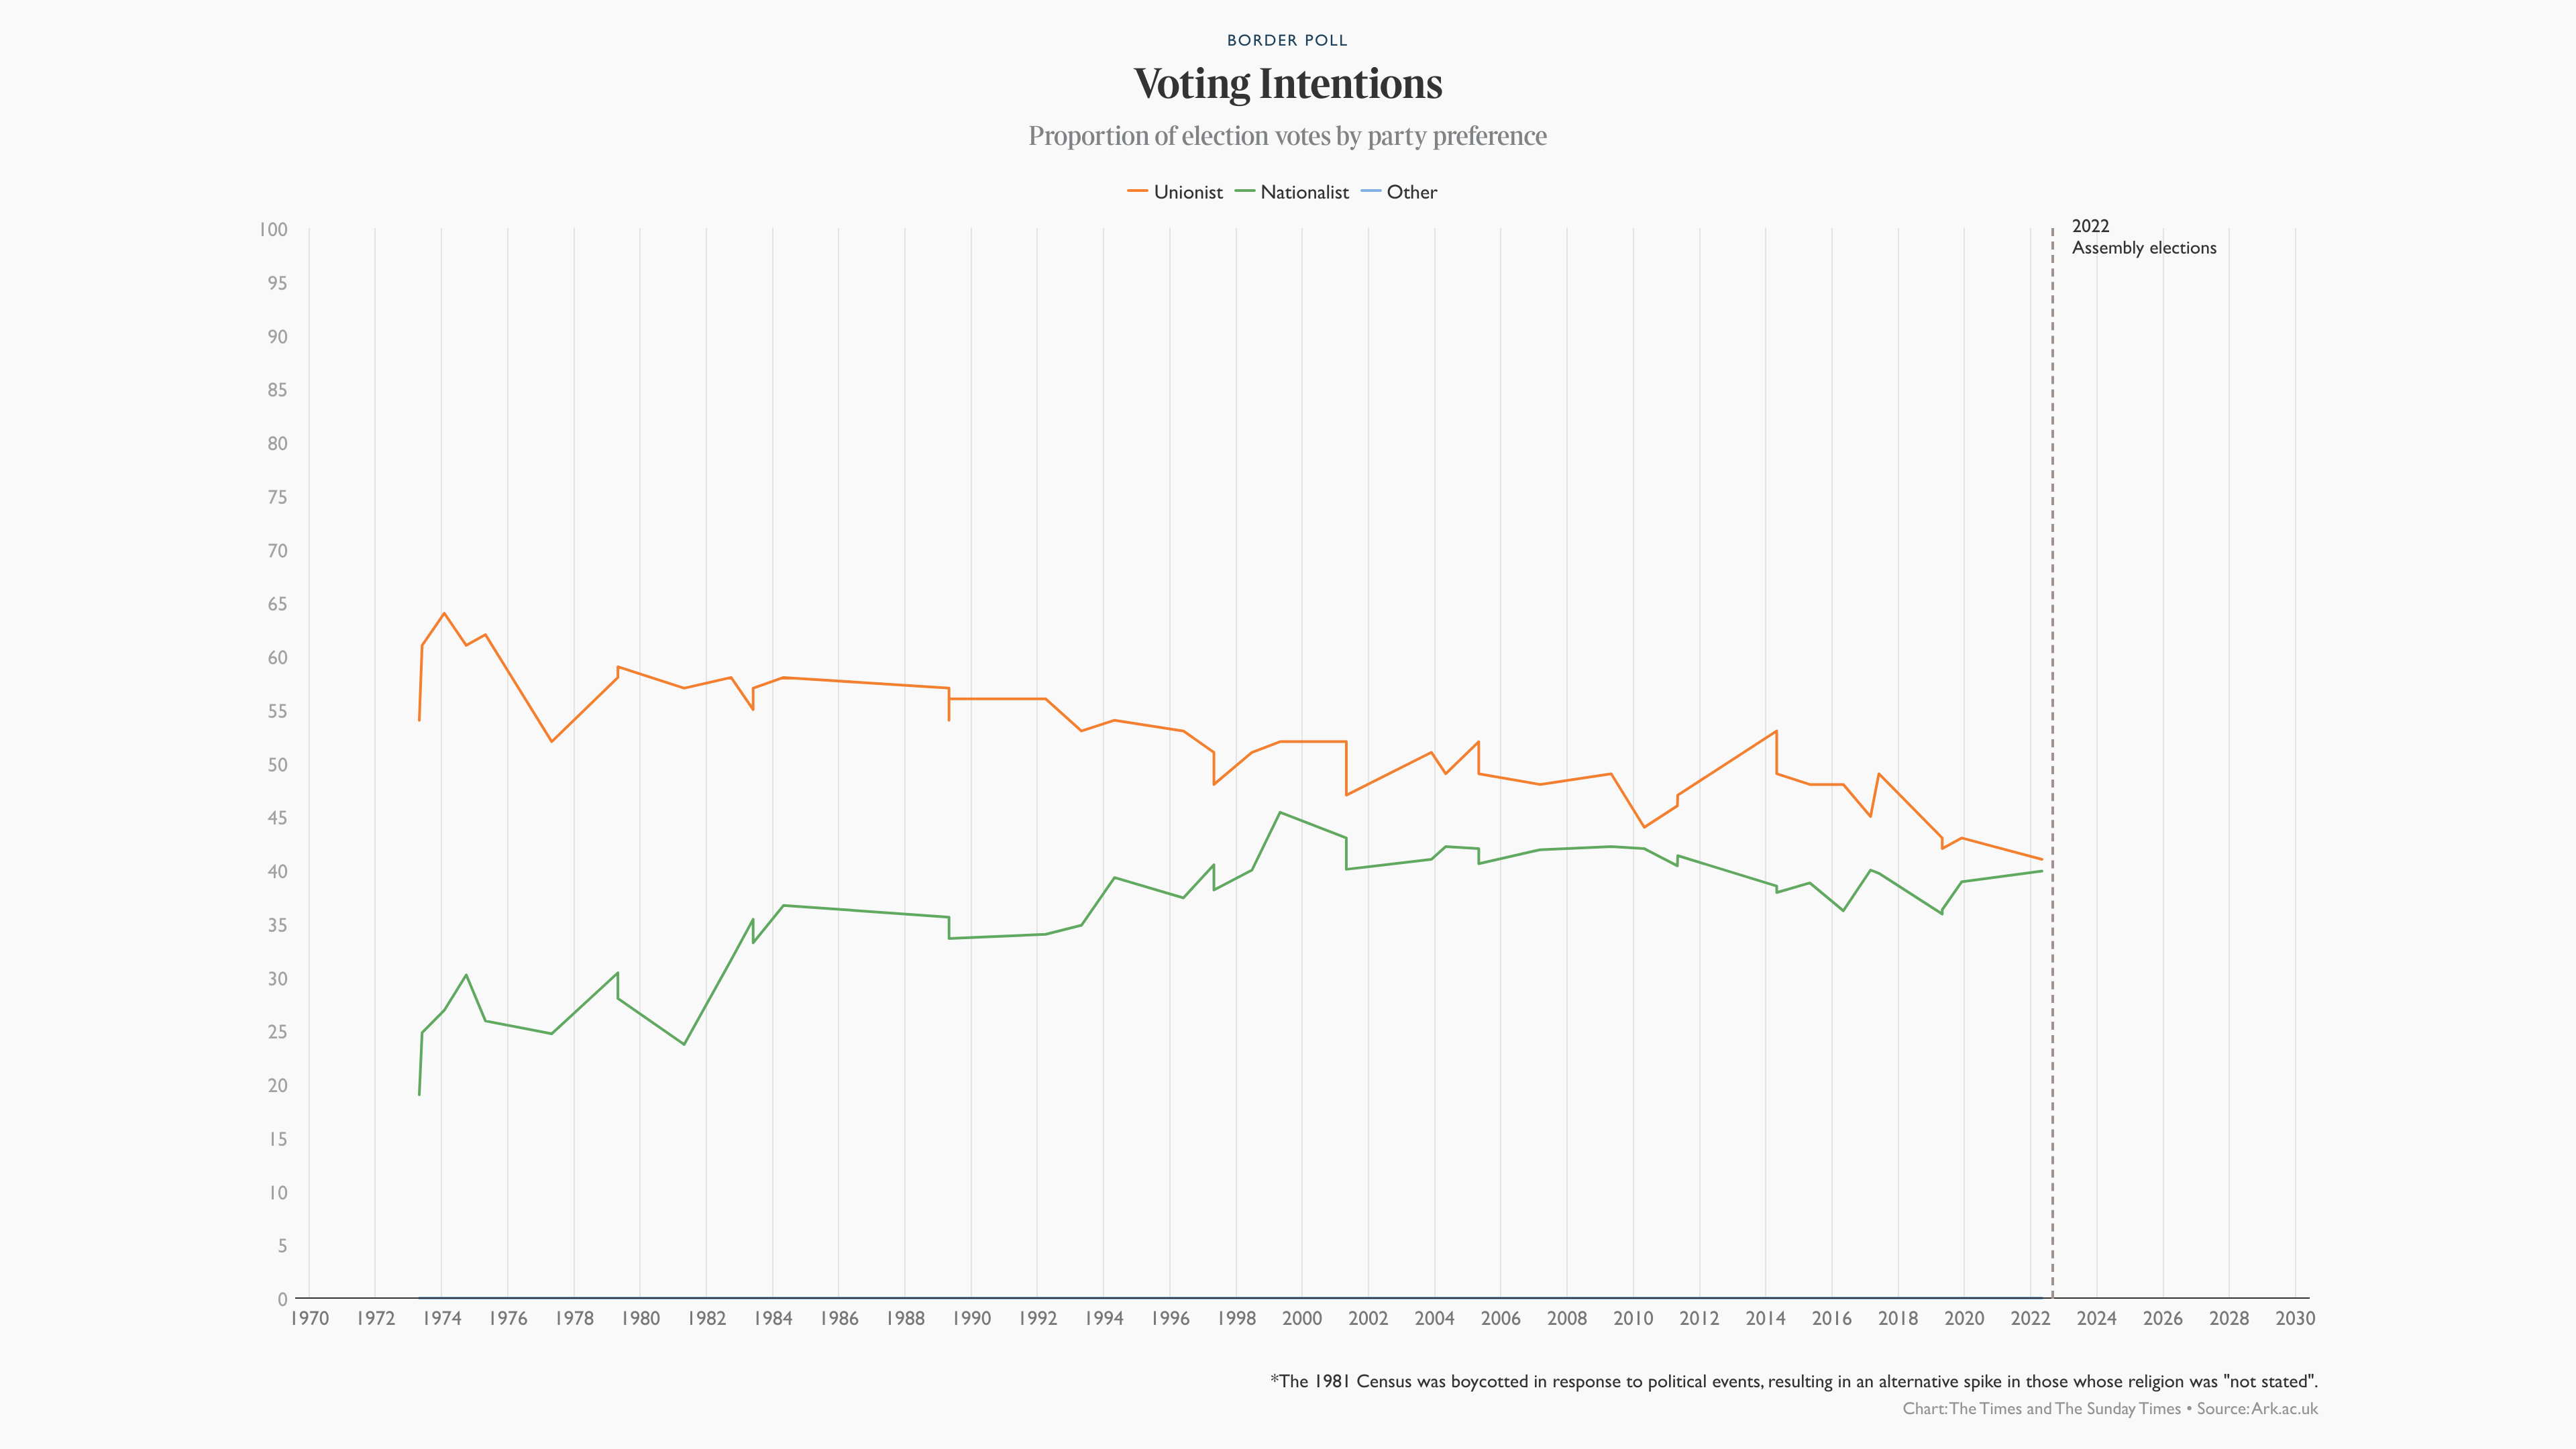 BORDER POLL
Voting Intentions
Proportion of election votes by party preference
Unionist Nationalist Other
2022
Assembly elections
100
95
90
85
80
75
70
65
60
55
50
45
40
35
30
25
20
15
10
5
0
1970 1972 1974 1976 1978 1980 1982 1984 1986 1988 1990 1992 1994 1996 1998 2000 2002 2004 2006 2008 2010 2012 2014 2016 2018 2020 2022 2024 2026 2028 2030
*The 1981 Census was boycotted in response to political events, resulting in an alternative spike in those whose religion was "not stated".
Chart: The Times and The Sunday Times • Source: Ark.ac.uk